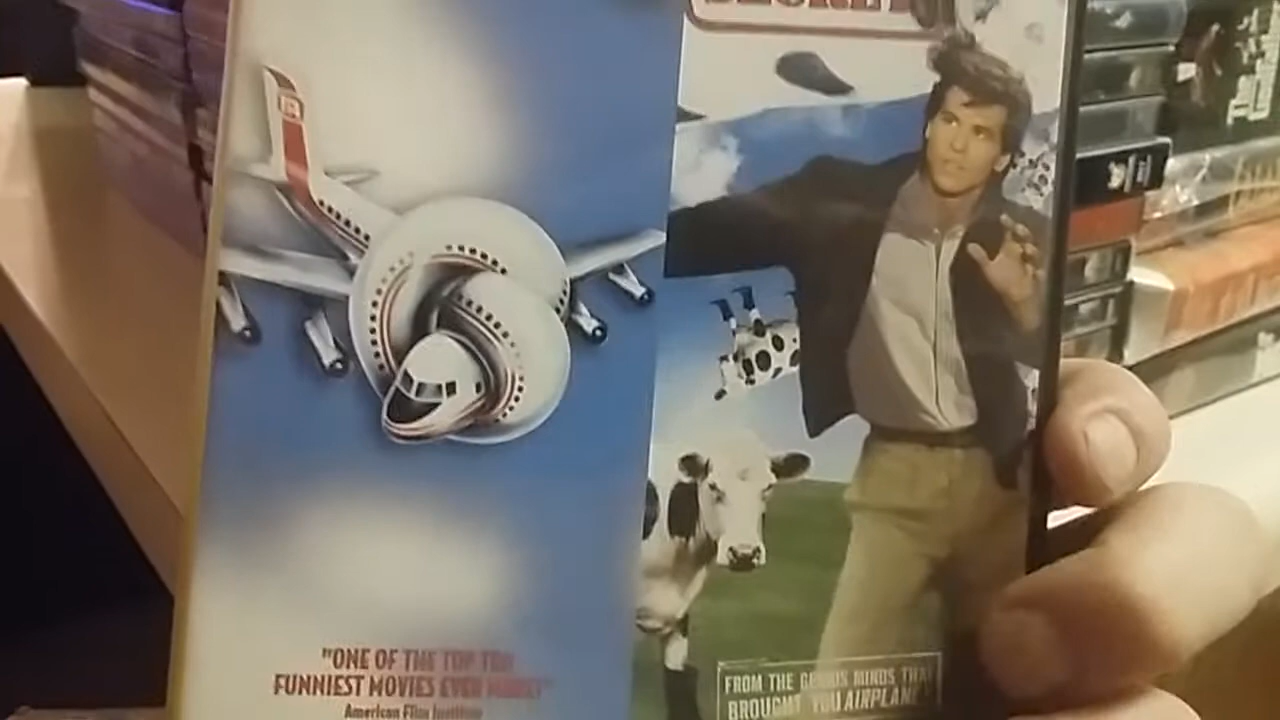 "ONE OF THE TOP TEN
FUNNIEST MOVIES EVER MADE!"
American Film Institute
FROM THE GENIUS MINDS THAT
BROUGHT YOU AIRPLANE!